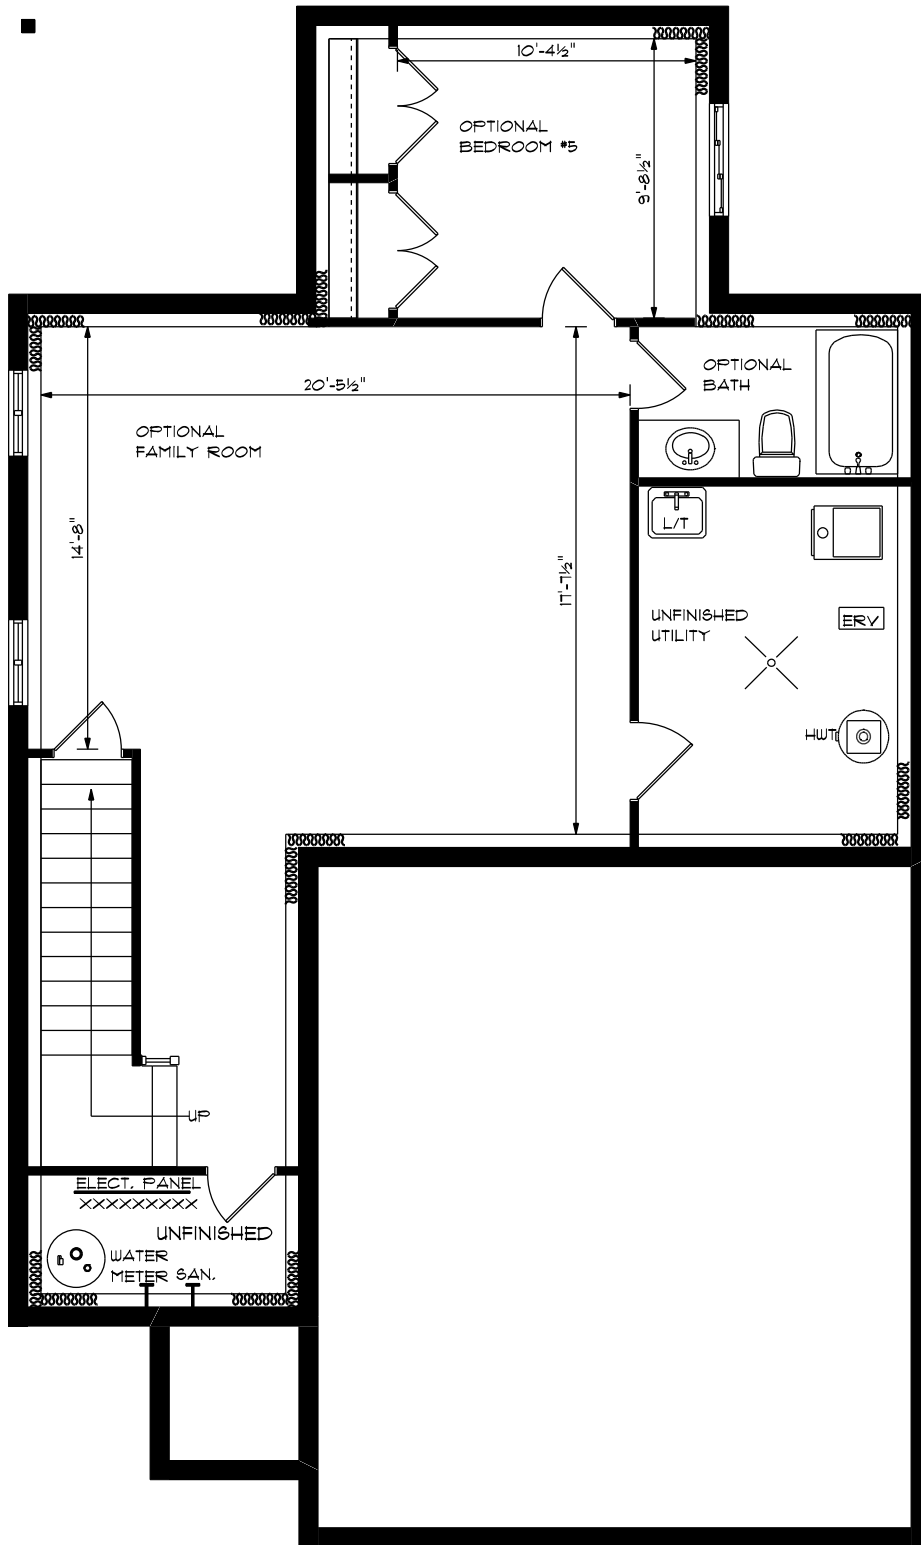 10'-4½"
OPTIONAL
BEDROOM #5
9'-8½"
20'-5½"
OPTIONAL
BATH
OPTIONAL
FAMILY ROOM
14'-8"
17'-7½"
L/T
UNFINISHED
UTILITY
ERV
HWT
UP
ELECT. PANEL
XXXXXXXXX
UNFINISHED
WATER
METER SAN.